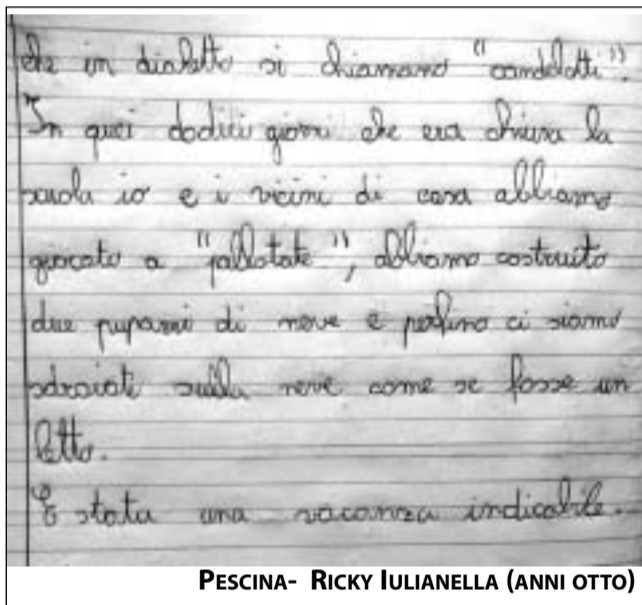 che in dialetto si chiamano "candelotti".
In quei dodici giorni che era chiusa la
scuola io e i vicini di casa abbiamo
giocato a "pallotate", abbiamo costruito
due pupazzi di neve e perfino ci siamo
sdraiati sulla neve come se fosse un
letto.
È stata una vacanza indicabile.
PESCINA- RICKY IULIANELLA (ANNI OTTO)